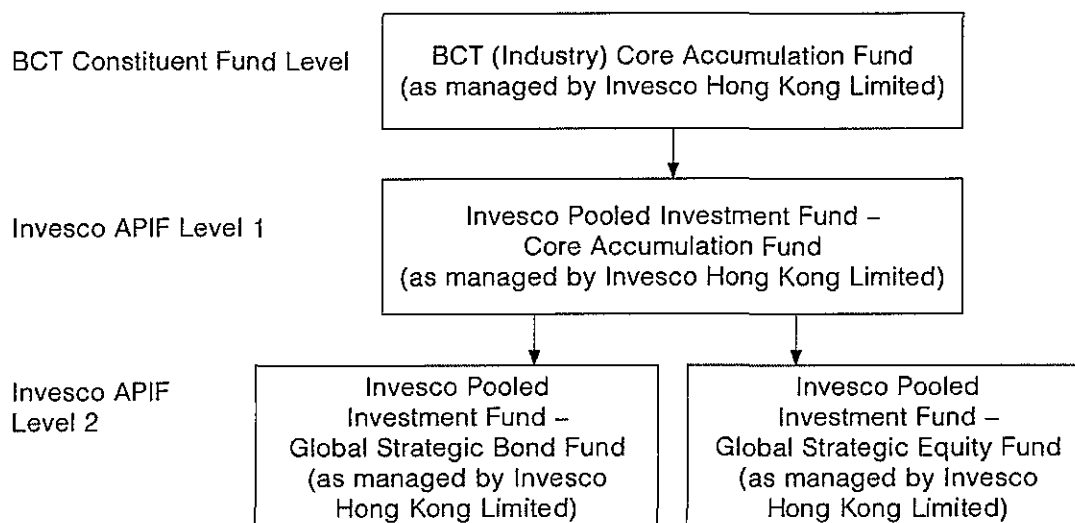 BCT Constituent Fund Level
BCT (Industry) Core Accumulation Fund
(as managed by Invesco Hong Kong Limited)
Invesco APIF Level 1
Invesco Pooled Investment Fund –
Core Accumulation Fund
(as managed by Invesco Hong Kong Limited)
Invesco APIF
Level 2
Invesco Pooled
Investment Fund –
Global Strategic Bond Fund
(as managed by Invesco
Hong Kong Limited)
Invesco Pooled
Investment Fund –
Global Strategic Equity Fund
(as managed by Invesco
Hong Kong Limited)